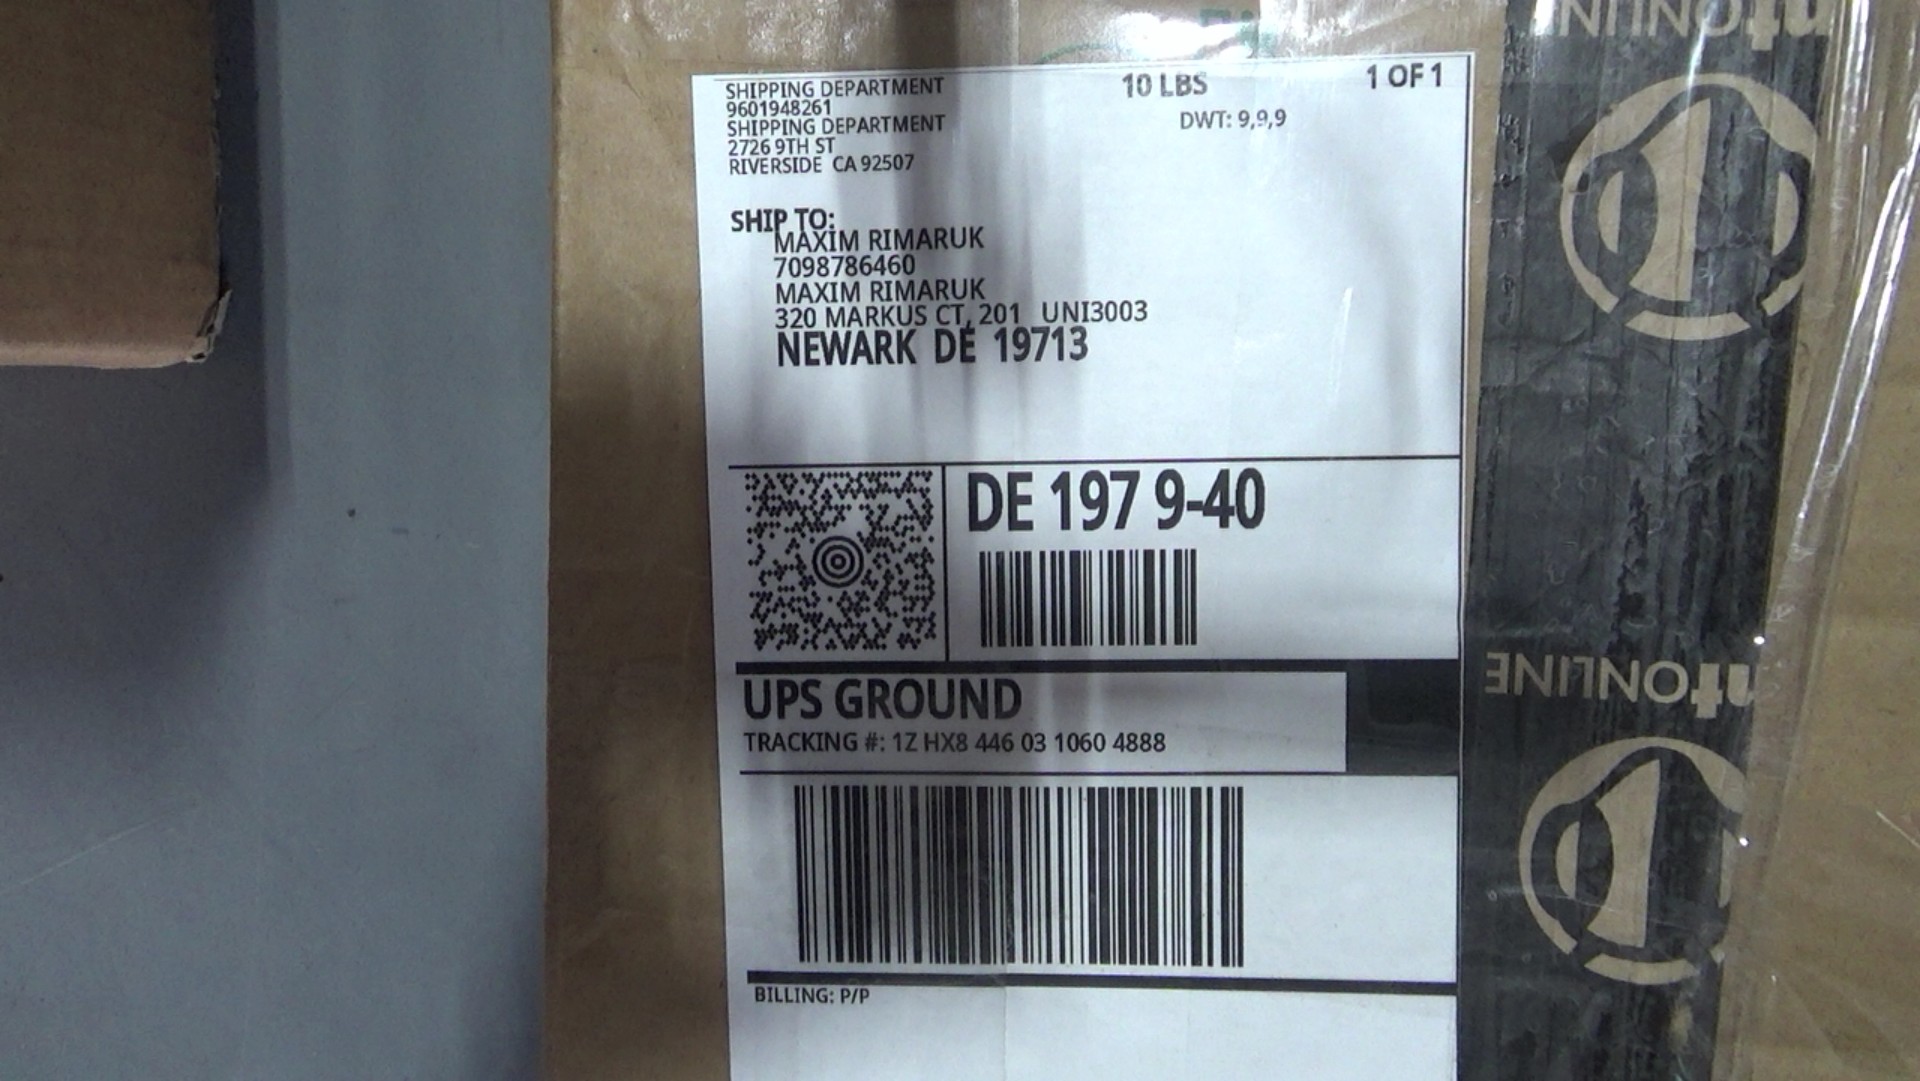 SHIPPING DEPARTMENT
9601948261
SHIPPING DEPARTMENT
2726 9TH ST
RIVERSIDE CA 92507
10 LBS
1 OF 1
DWT: 9,9,9
SHIP TO:
MAXIM RIMARUK
7098786460
MAXIM RIMARUK
320 MARKUS CT, 201 UNI3003
NEWARK DE 19713
DE 197 9-40
UPS GROUND
TRACKING #: 1Z HX8 446 03 1060 4888
BILLING: P/P
ONLINE
ONLINE